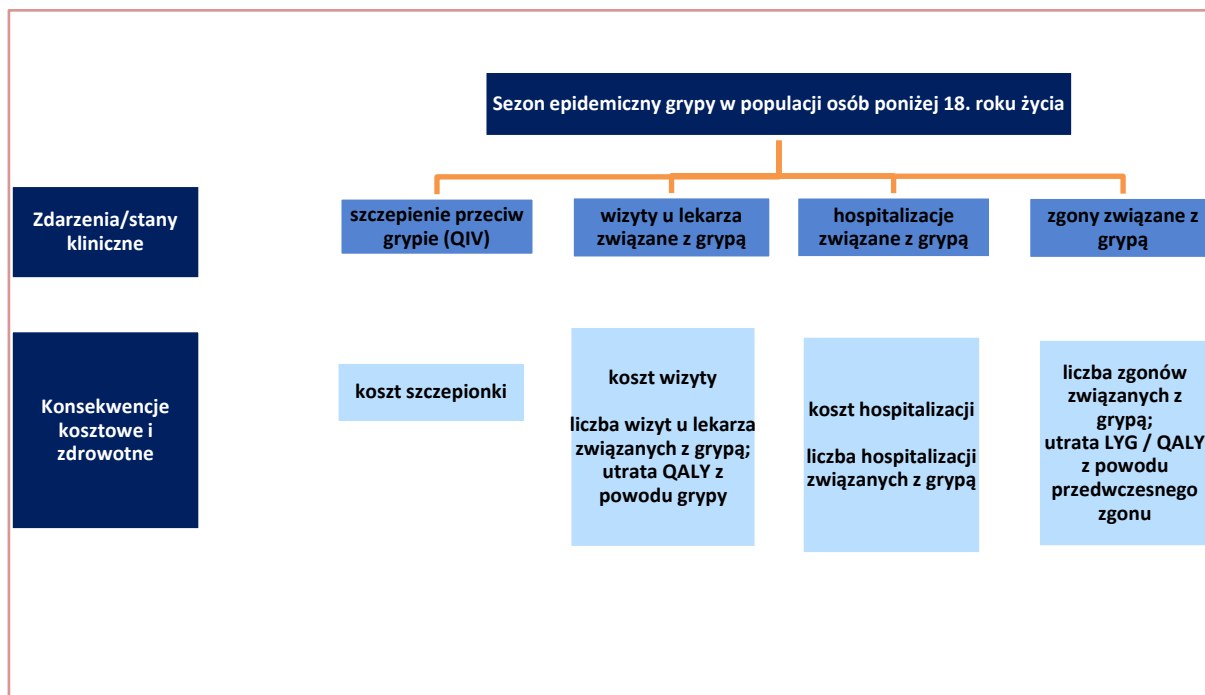 Sezon epidemiczny grypy w populacji osób poniżej 18. roku życia
Zdarzenia/stany
kliniczne
szczepienie przeciw
grypie (QIV)
wizyty u lekarza
związane z grypą
hospitalizacje
związane z grypą
zgony związane z
grypą
Konsekwencje
kosztowe i
zdrowotne
koszt szczepionki
koszt wizyty
liczba wizyt u lekarza
związanych z grypą;
utrata QALY z
powodu grypy
koszt hospitalizacji
liczba hospitalizacji
związanych z grypą
liczba zgonów
związanych z
grypą;
utrata LYG / QALY
z powodu
przedwczesnego
zgonu